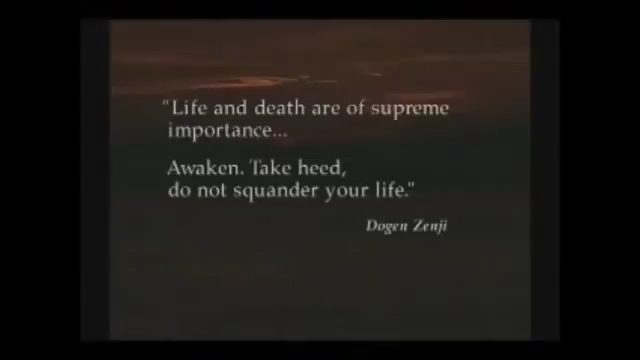 "Life and death are of supreme
importance...
Awaken. Take heed,
do not squander your life."
Dogen Zenji